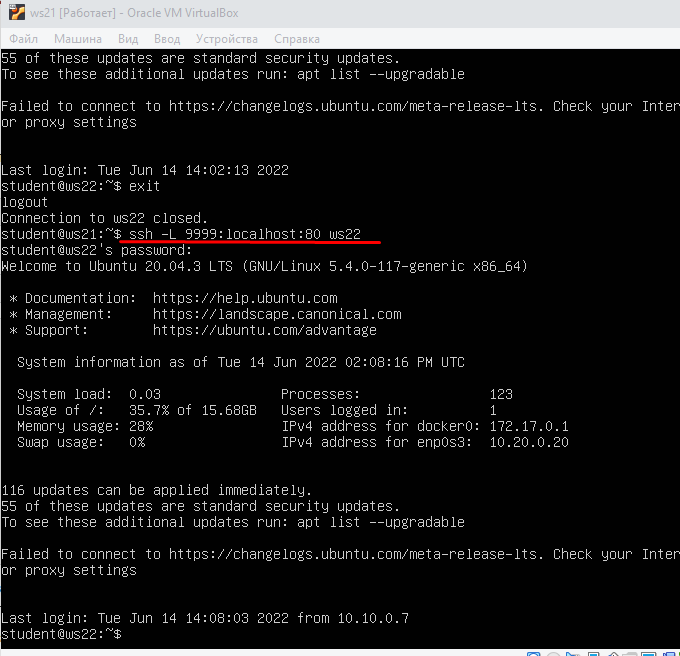 ws21 [Работает] - Oracle VM VirtualBox
Файл Машина Вид Ввод Устройства Справка
55 of these updates are standard security updates.
To see these additional updates run: apt list --upgradable
Failed to connect to https://changelogs.ubuntu.com/meta-release-lts. Check your Inter
or proxy settings
Last login: Tue Jun 14 14:02:13 2022
student@ws22:~$ exit
logout
Connection to ws22 closed.
student@ws21:~$ ssh -L 9999:localhost:80 ws22
student@ws22's password:
Welcome to Ubuntu 20.04.3 LTS (GNU/Linux 5.4.0-117-generic x86_64)
* Documentation: https://help.ubuntu.com
* Management: https://landscape.canonical.com
* Support: https://ubuntu.com/advantage
System information as of Tue 14 Jun 2022 02:08:16 PM UTC
System load: 0.03 Processes: 123
Usage of /: 35.7% of 15.68GB Users logged in: 1
Memory usage: 28% IPv4 address for docker0: 172.17.0.1
Swap usage: 0% IPv4 address for enp0s3: 10.20.0.20
116 updates can be applied immediately.
55 of these updates are standard security updates.
To see these additional updates run: apt list --upgradable
Failed to connect to https://changelogs.ubuntu.com/meta-release-lts. Check your Inter
or proxy settings
Last login: Tue Jun 14 14:08:03 2022 from 10.10.0.7
student@ws22:~$